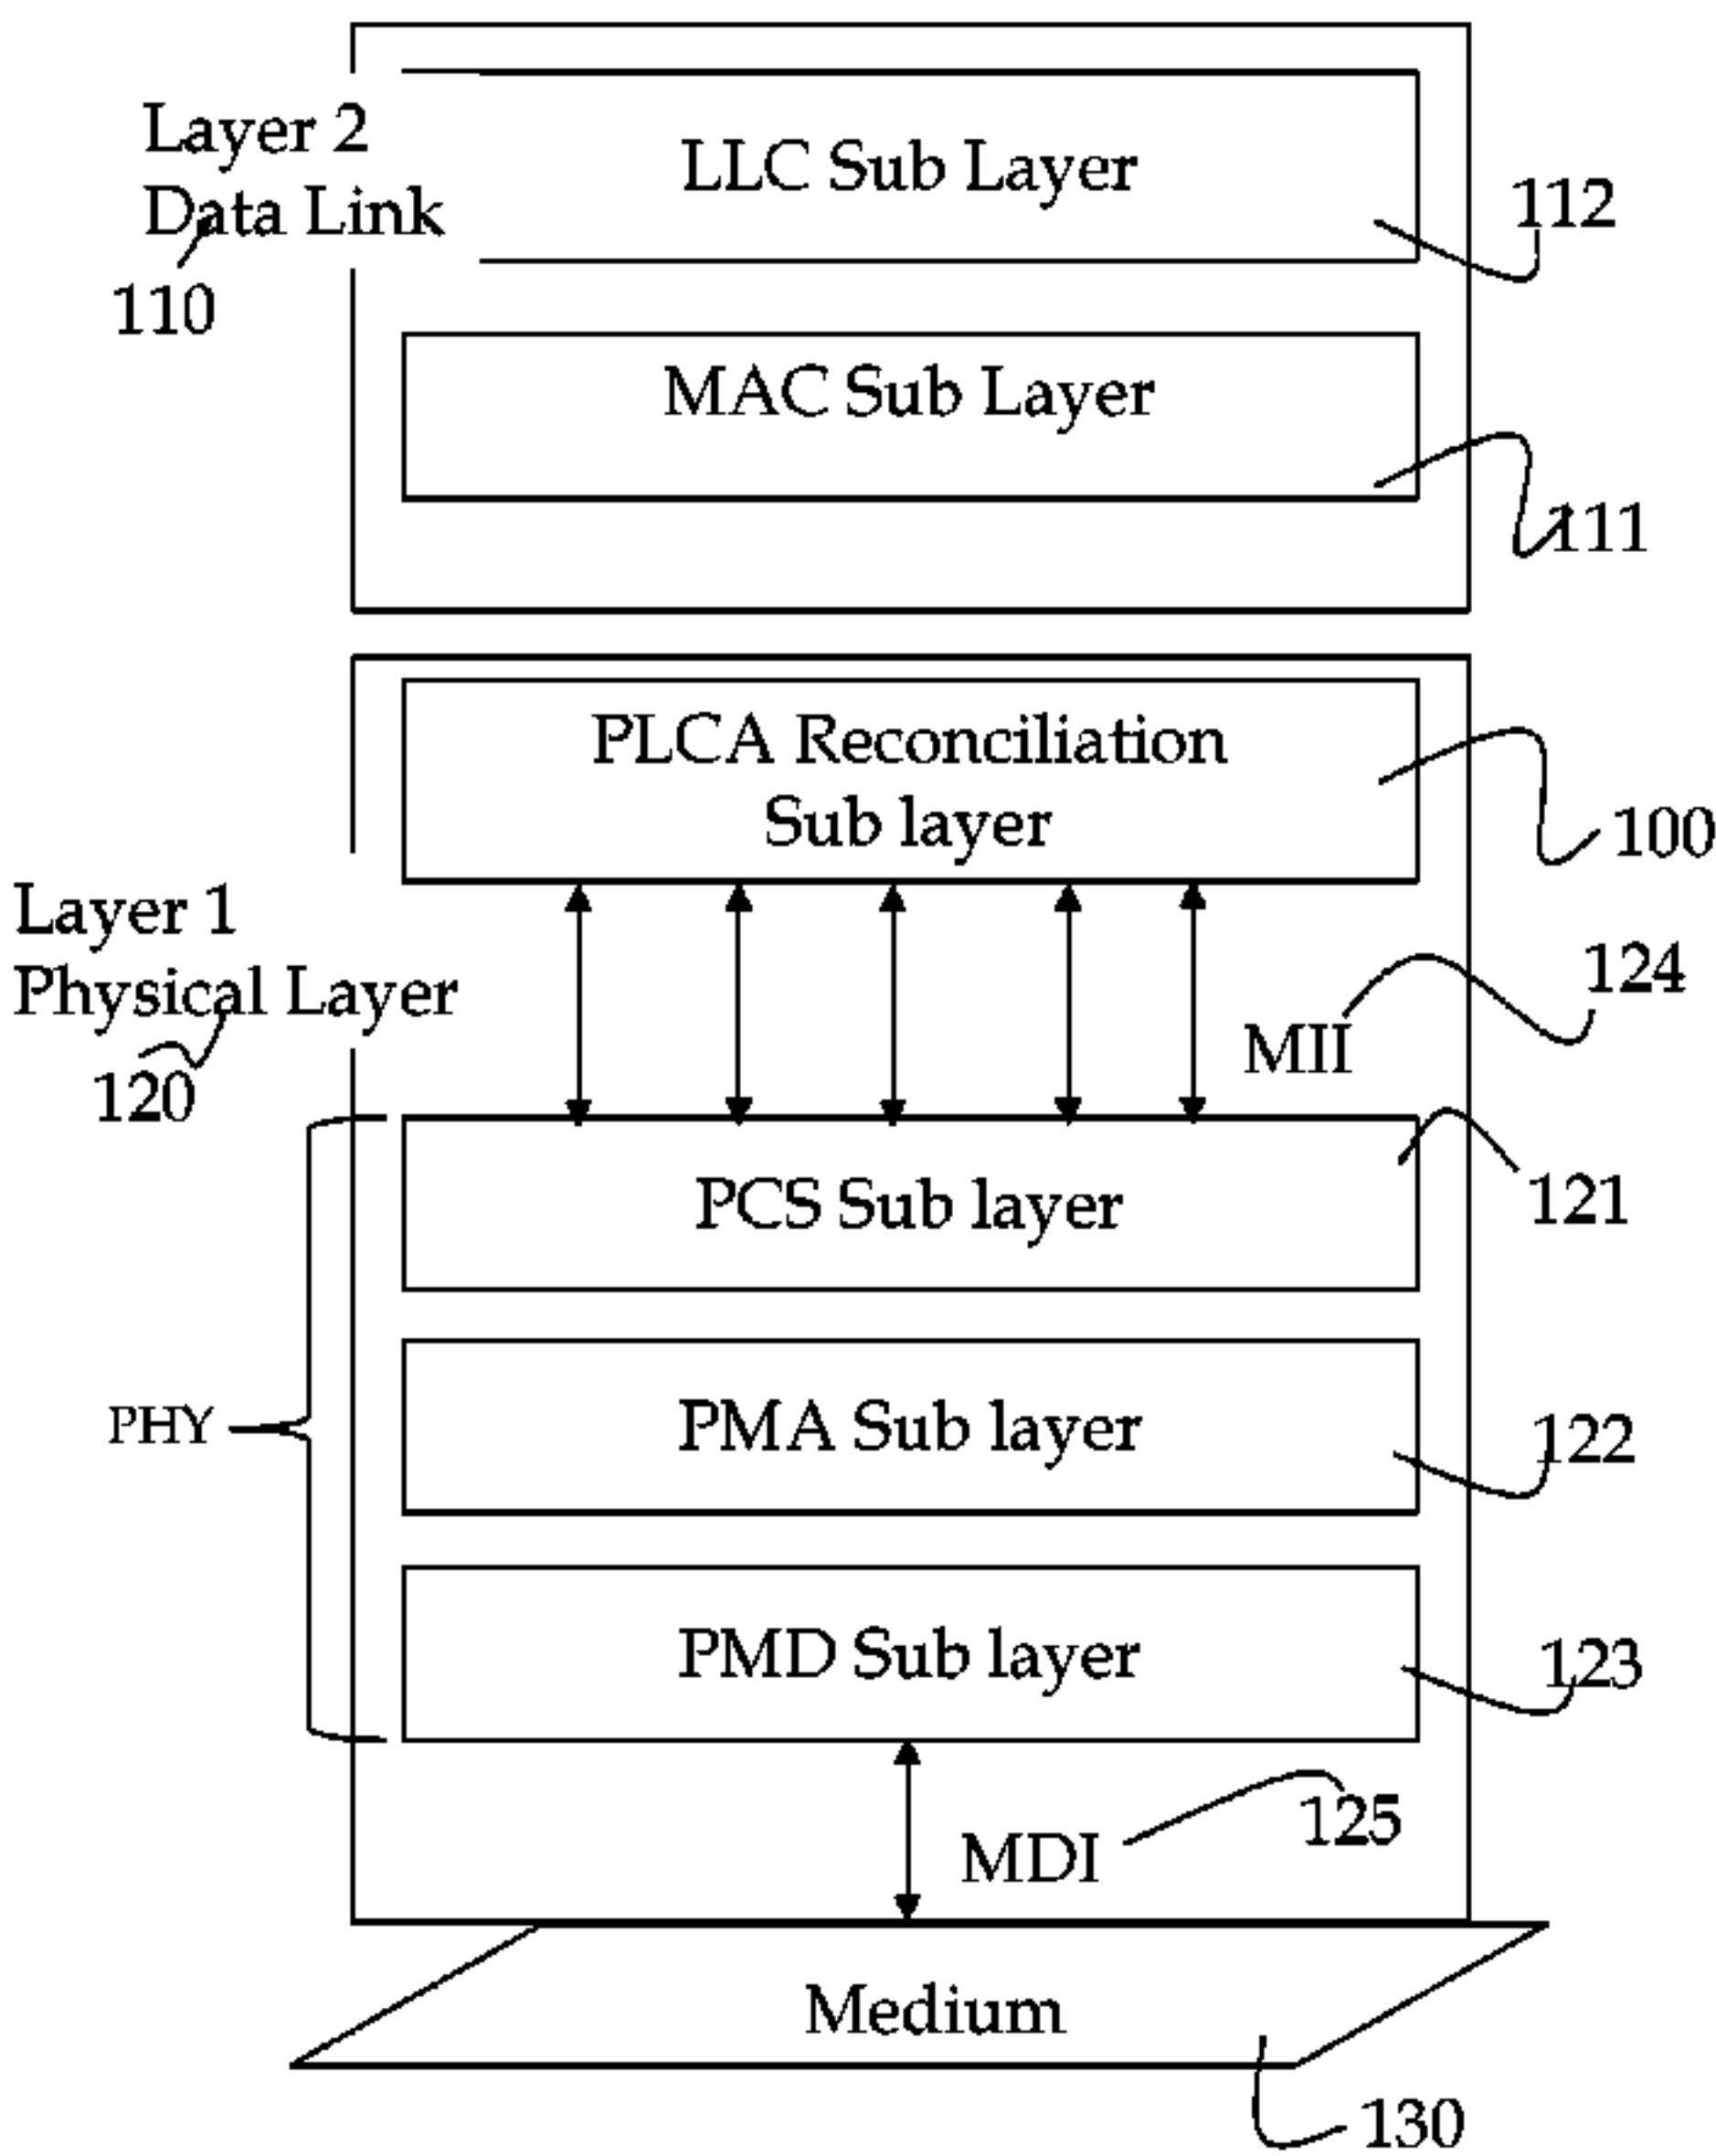 Layer 2
Data Link
110
LLC Sub Layer
112
MAC Sub Layer
111
PLCA Reconciliation
Sub layer
100
Layer 1
Physical Layer
120
124
MII
PCS Sub layer
121
PHY
PMA Sub layer
122
PMD Sub layer
123
MDI
125
Medium
130